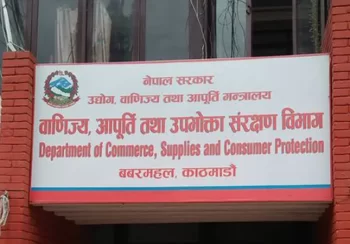 नेपाल सरकार
उद्योग, वाणिज्य तथा आपूर्ति मन्त्रालय
वाणिज्य, आपूर्ति तथा उपभोक्ता संरक्षण विभाग
Department of Commerce, Supplies and Consumer Protection
बबरमहल, काठमाडौं